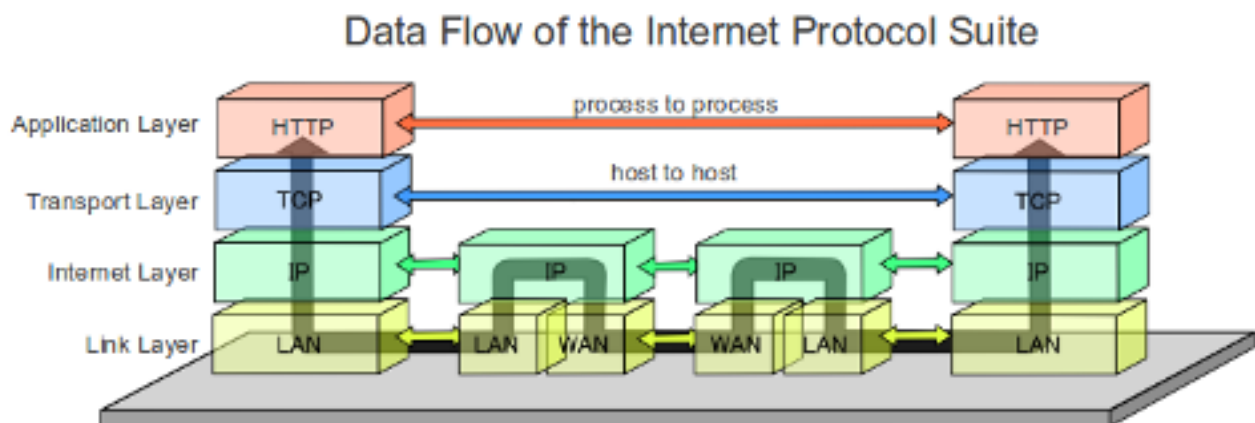 Data Flow of the Internet Protocol Suite
Application Layer HTTP process to process HTTP
Transport Layer TCP host to host TCP
Internet Layer IP IP IP IP
Link Layer LAN LAN WAN WAN LAN LAN